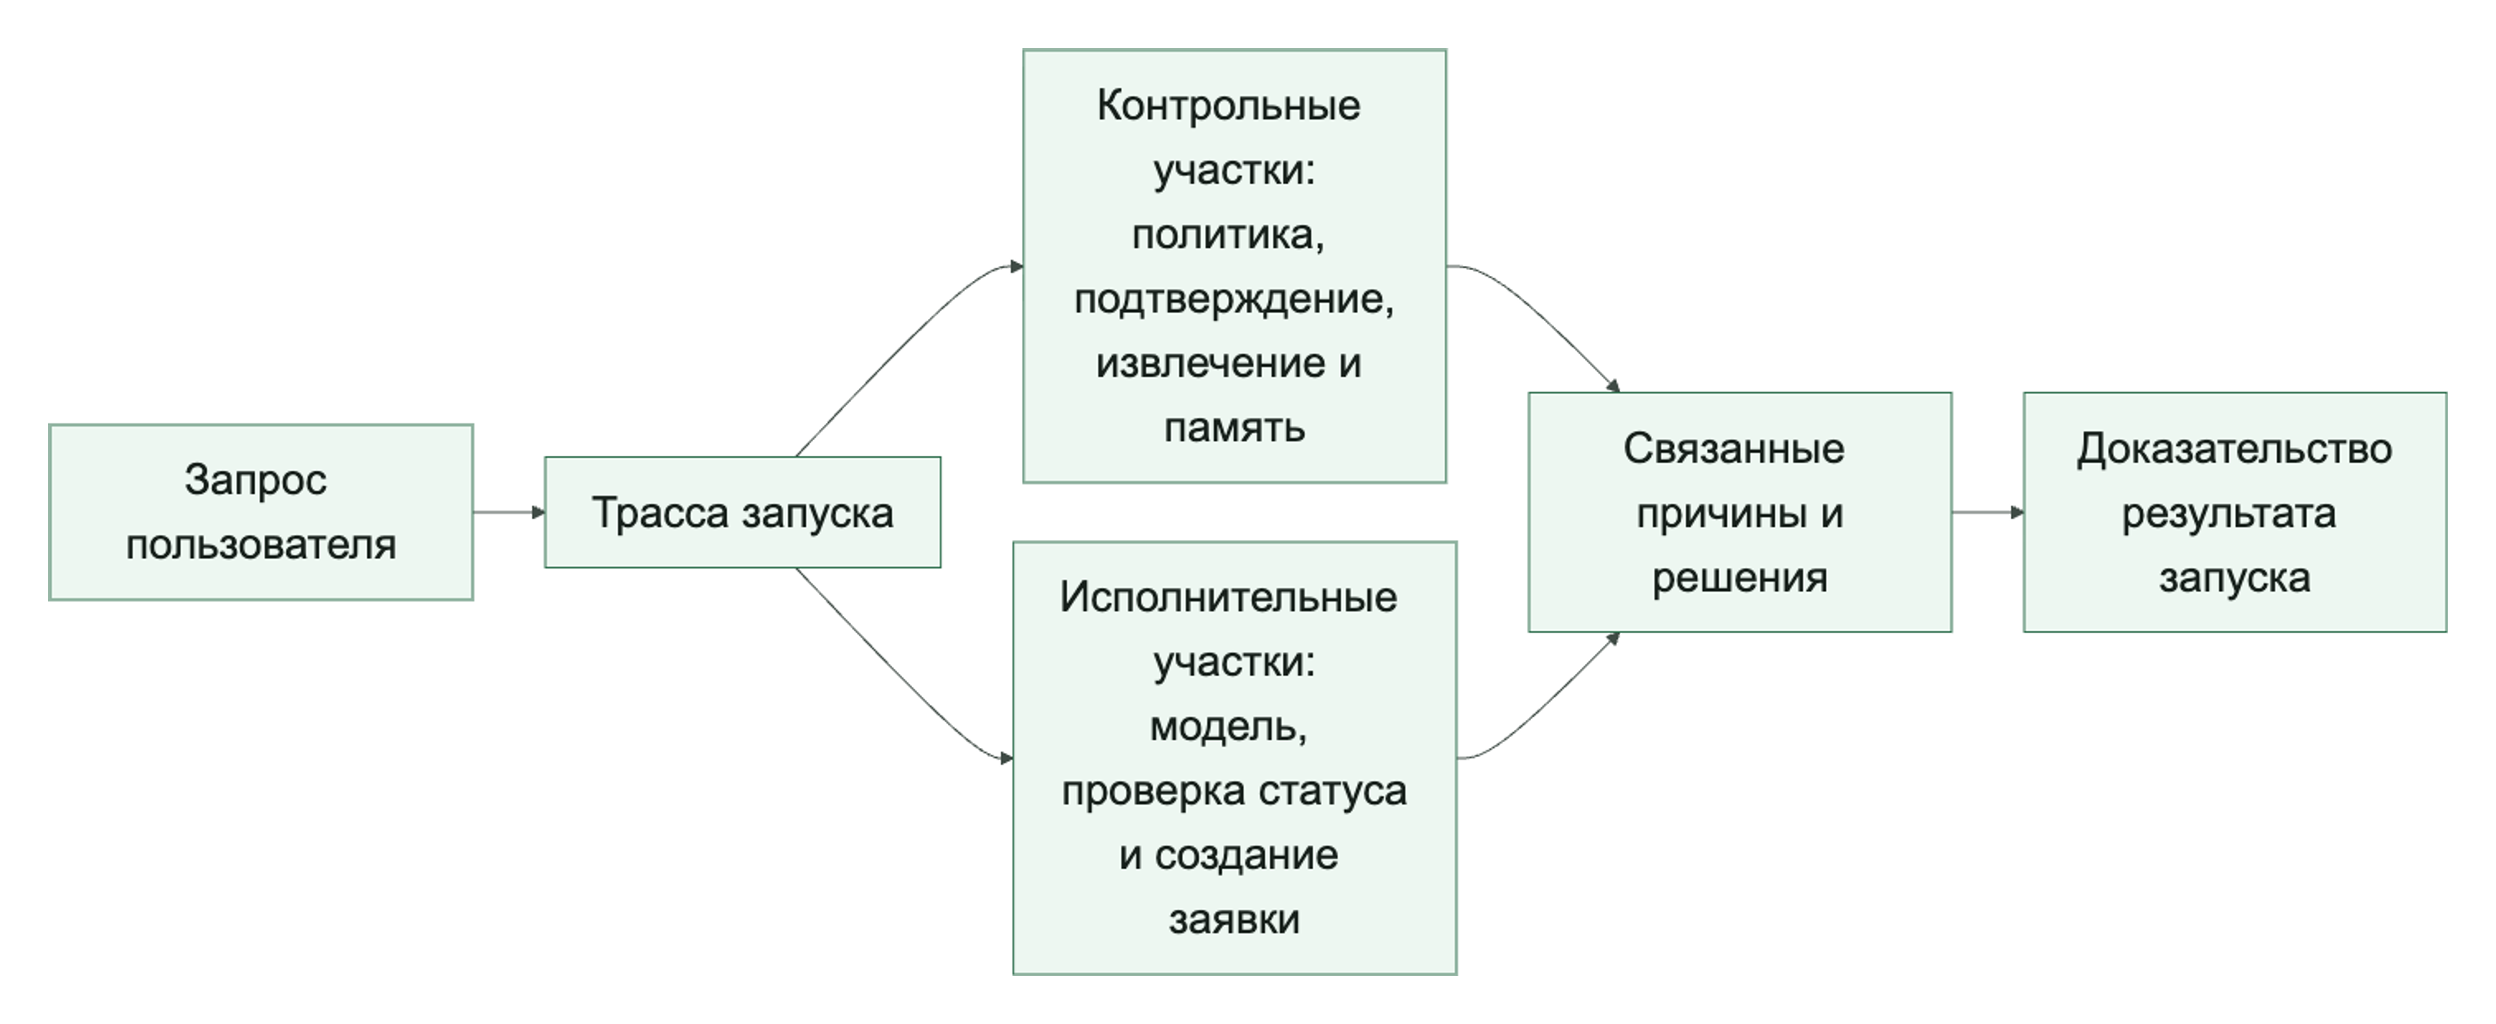 Запрос
пользователя
Трасса запуска
Контрольные
участки:
политика,
подтверждение,
извлечение и
память
Исполнительные
участки:
модель,
проверка статуса
и создание
заявки
Связанные
причины и
решения
Доказательство
результата
запуска